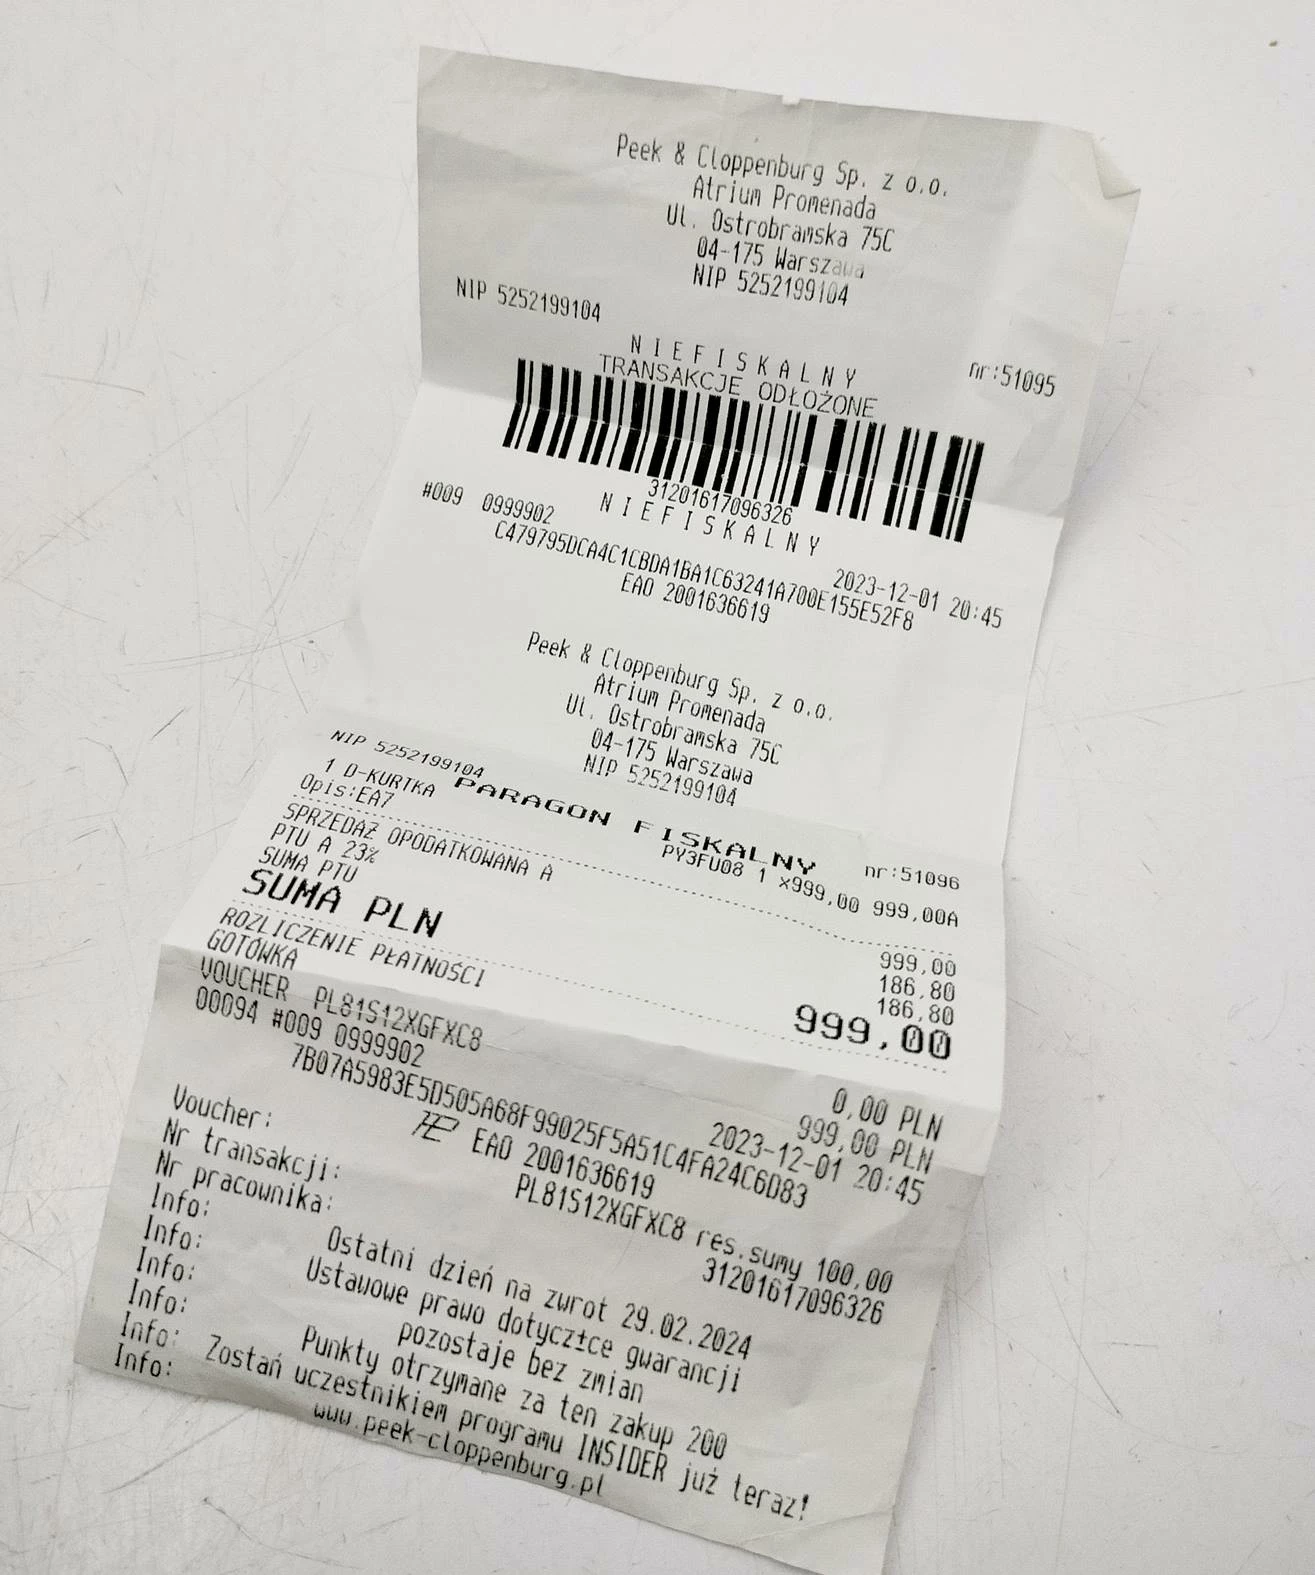 Peek & Cloppenburg Sp. z o.o.
Atrium Promenada
Ul. Ostrobramska 75C
04-175 Warszawa
NIP 5252199104
NIP 5252199104
NIEFISKALNY nr:51095
TRANSAKCJE ODŁOŻONE
31201617096326
NIEFISKALNY
#009 0999902 2023-12-01 20:45
C479795DCA4C1CBDA1BA1C63241A700E155E52F8
EAO 2001636619
Peek & Cloppenburg Sp. z o.o.
Atrium Promenada
Ul. Ostrobramska 75C
04-175 Warszawa
NIP 5252199104
NIP 5252199104
PARAGON FISKALNY nr:51096
1 D-KURTKA PY3FU08 1 x999,00 999,00A
Opis:EA7
SPRZEDAŻ OPODATKOWANA A 999,00
PTU A 23% 186,80
SUMA PTU 186,80
SUMA PLN 999,00
ROZLICZENIE PŁATNOŚCI
GOTÓWKA 0,00 PLN
VOUCHER PL81S12XGFXC8 999,00 PLN
00094 #009 0999902 2023-12-01 20:45
7B07A5983E5D505A68F99025F5A51C4FA24C6D83
EAO 2001636619
Voucher: PL81S12XGFXC8 res.sumy 100,00
Nr transakcji: 31201617096326
Nr pracownika:
Info: Ostatni dzień na zwrot 29.02.2024
Info: Ustawowe prawo dotycz±ce gwarancji
Info: pozostaje bez zmian
Info: Punkty otrzymane za ten zakup 200
Info: Zostań uczestnikiem programu INSIDER już teraz!
Info: www.peek-cloppenburg.pl